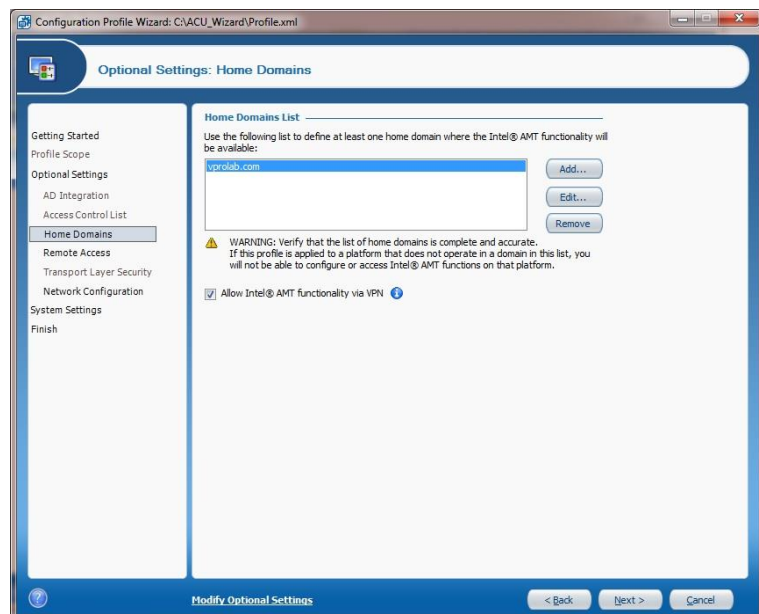 Configuration Profile Wizard: C:\ACU_Wizard\Profile.xml
Optional Settings: Home Domains
Getting Started
Profile Scope
Optional Settings
AD Integration
Access Control List
Home Domains
Remote Access
Transport Layer Security
Network Configuration
System Settings
Finish
Home Domains List
Use the following list to define at least one home domain where the Intel® AMT functionality will
be available:
vprolab.com
Add...
Edit...
Remove
WARNING: Verify that the list of home domains is complete and accurate.
If this profile is applied to a platform that does not operate in a domain in this list, you
will not be able to configure or access Intel® AMT functions on that platform.
Allow Intel® AMT functionality via VPN
Modify Optional Settings
< Back
Next >
Cancel